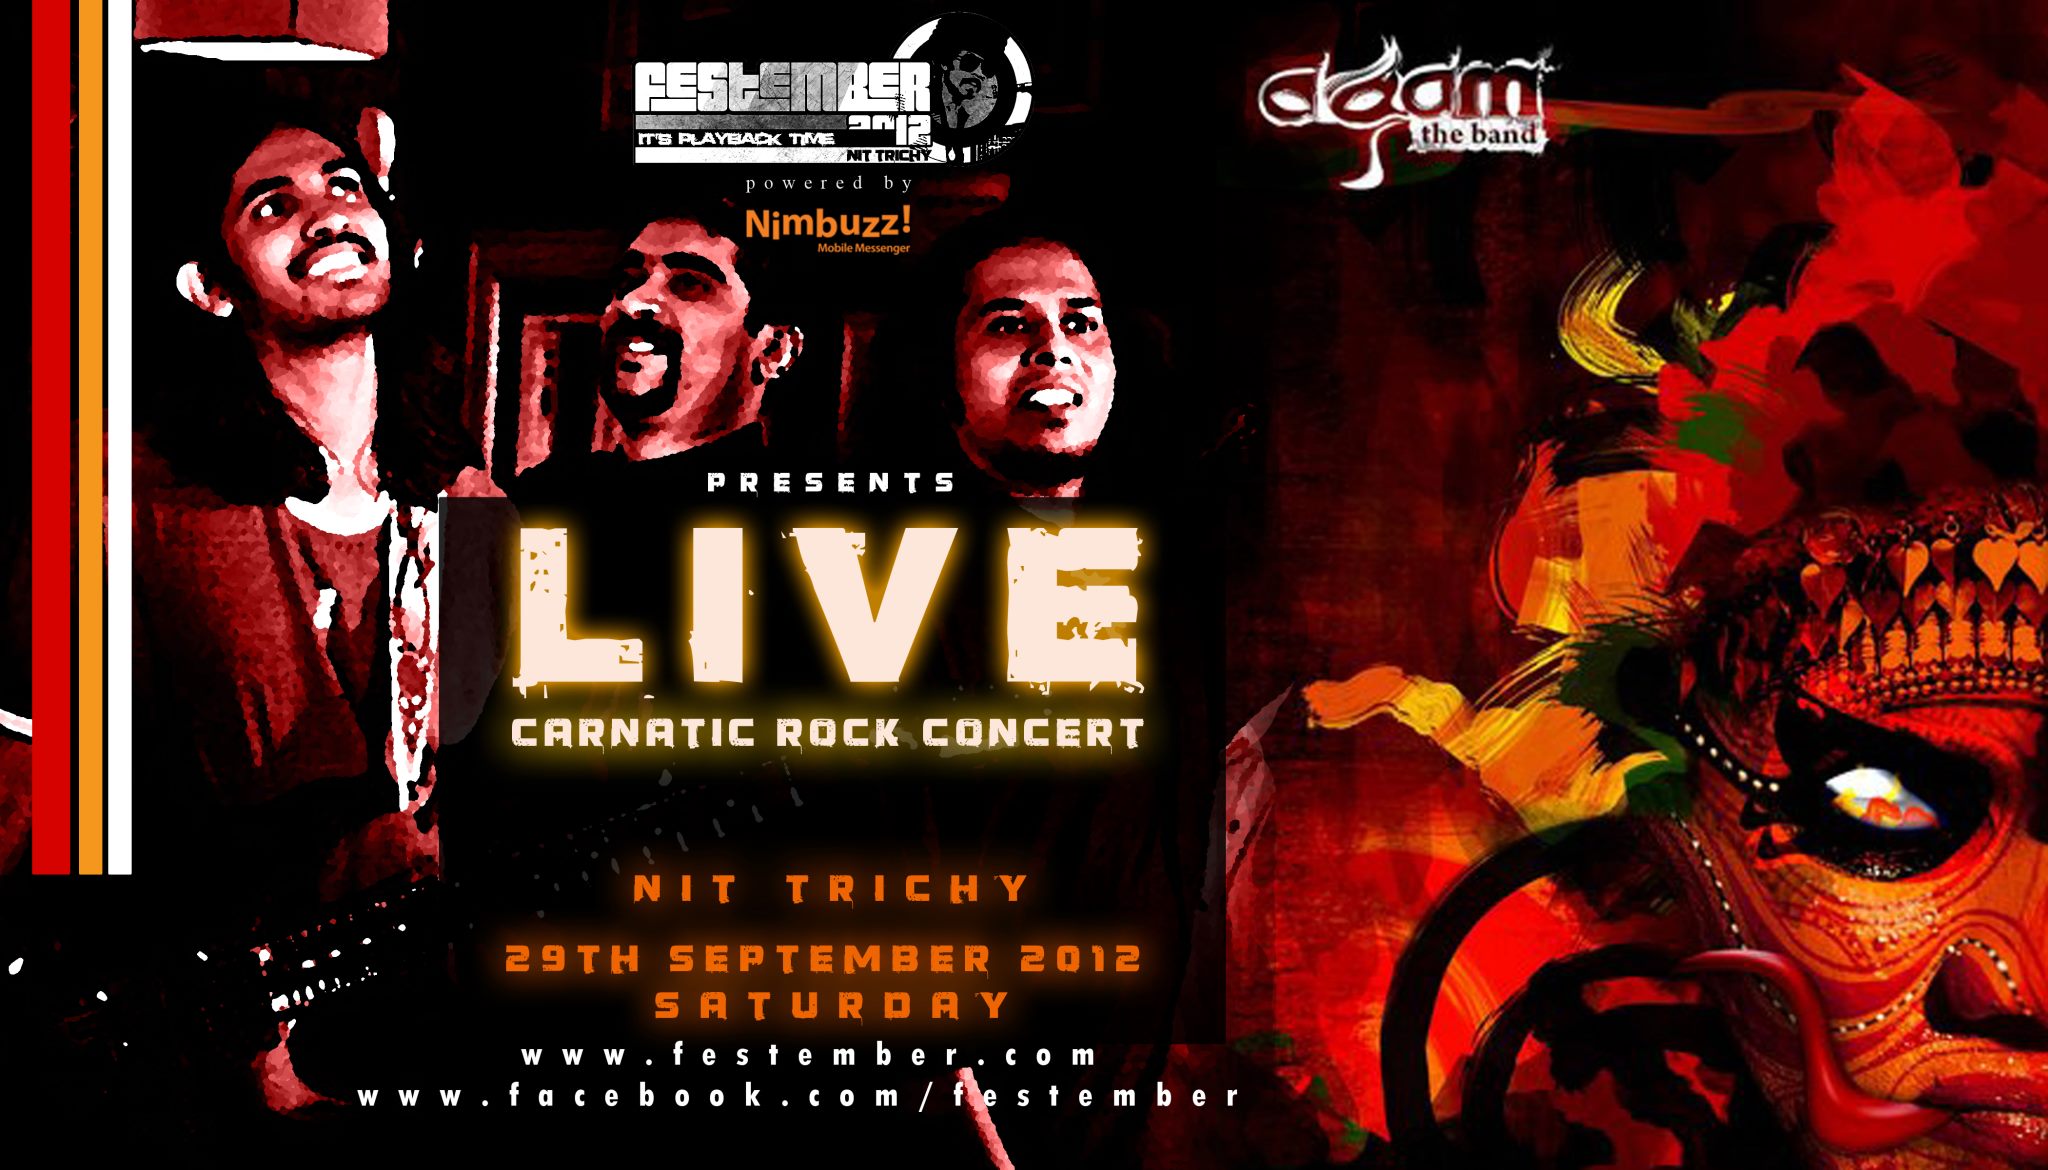 FESTEMBER
2012
IT'S PLAYBACK TIME
NIT TRICHY
powered by
Nimbuzz!
Mobile Messenger
agam
the band
PRESENTS
LIVE
CARNATIC ROCK CONCERT
NIT TRICHY
29TH SEPTEMBER 2012
SATURDAY
www.festember.com
www.facebook.com/festember